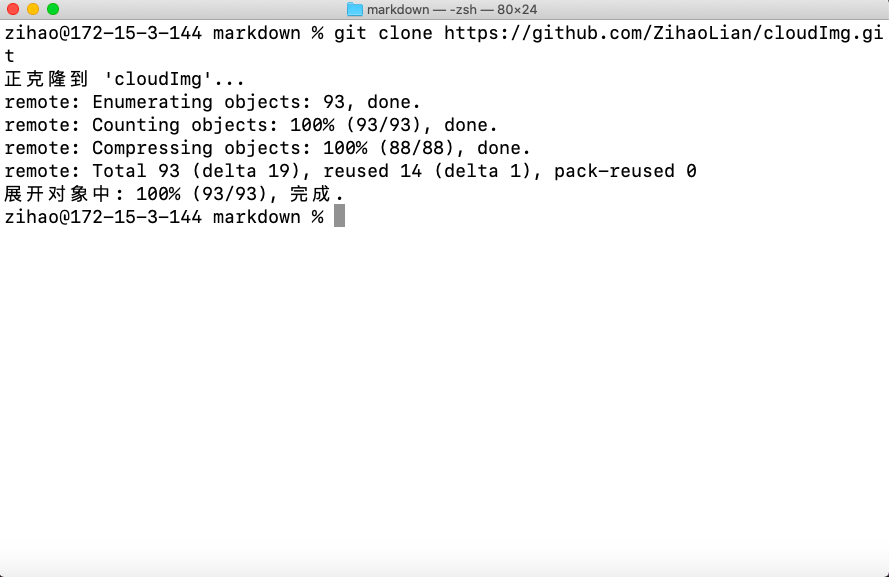 markdown — -zsh — 80×24
zihao@172-15-3-144 markdown % git clone https://github.com/ZihaoLian/cloudImg.gi
t
正克隆到 'cloudImg'...
remote: Enumerating objects: 93, done.
remote: Counting objects: 100% (93/93), done.
remote: Compressing objects: 100% (88/88), done.
remote: Total 93 (delta 19), reused 14 (delta 1), pack-reused 0
展开对象中: 100% (93/93), 完成.
zihao@172-15-3-144 markdown %